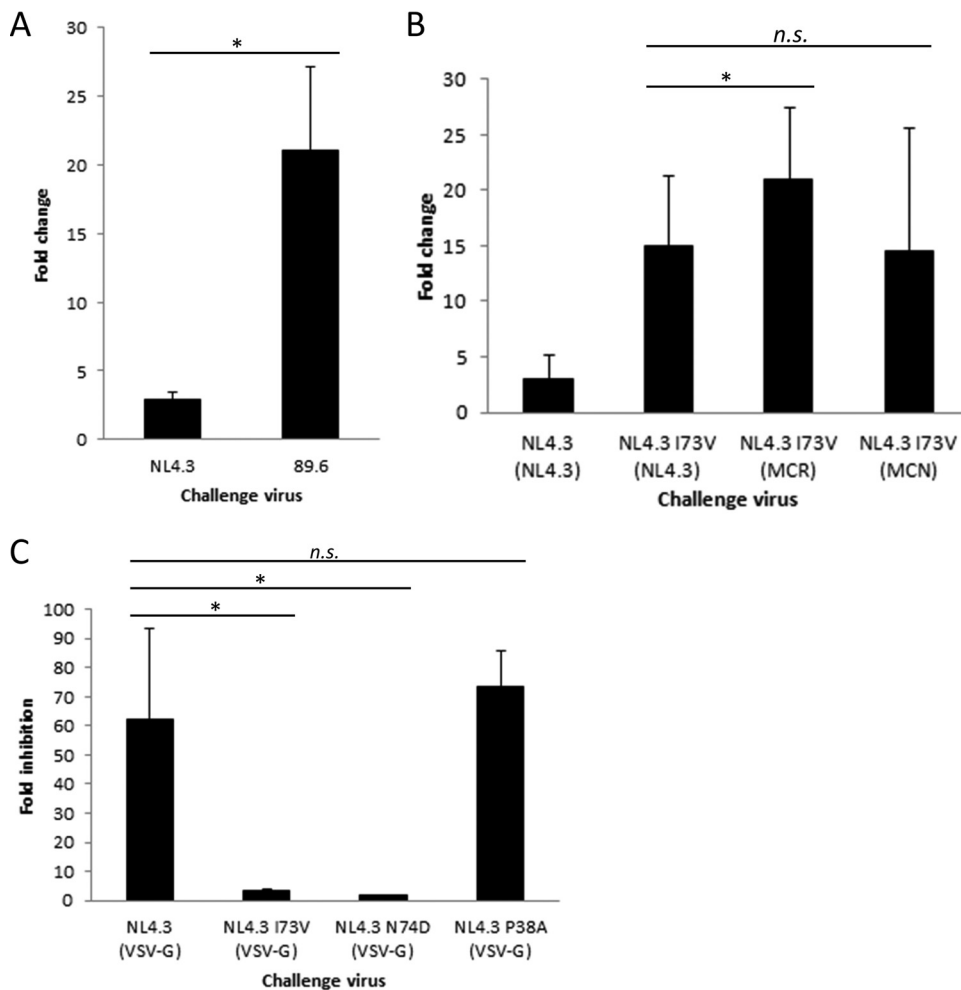 A
Fold change
30
25
20
15
10
5
0
*
NL4.3
89.6
Challenge virus
B
Fold change
30
25
20
15
10
5
0
n.s.
*
NL4.3
(NL4.3)
NL4.3 I73V
(NL4.3)
NL4.3 I73V
(MCR)
NL4.3 I73V
(MCN)
Challenge virus
C
Fold inhibition
n.s.
*
*
100
90
80
70
60
50
40
30
20
10
0
NL4.3
(VSV-G)
NL4.3 I73V
(VSV-G)
NL4.3 N74D
(VSV-G)
NL4.3 P38A
(VSV-G)
Challenge virus